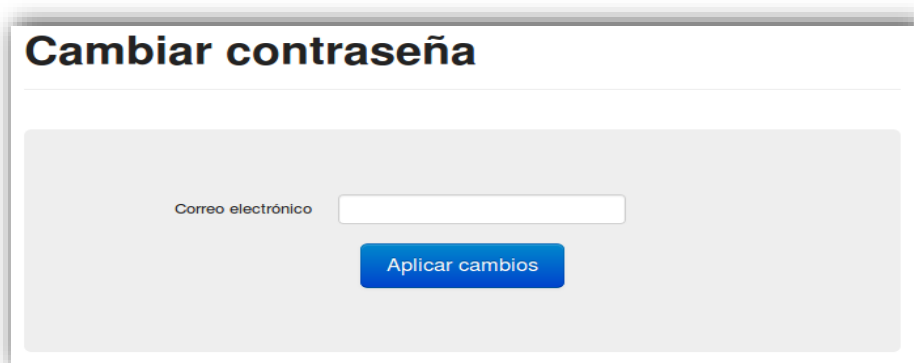 Cambiar contraseña
Correo electrónico
Aplicar cambios